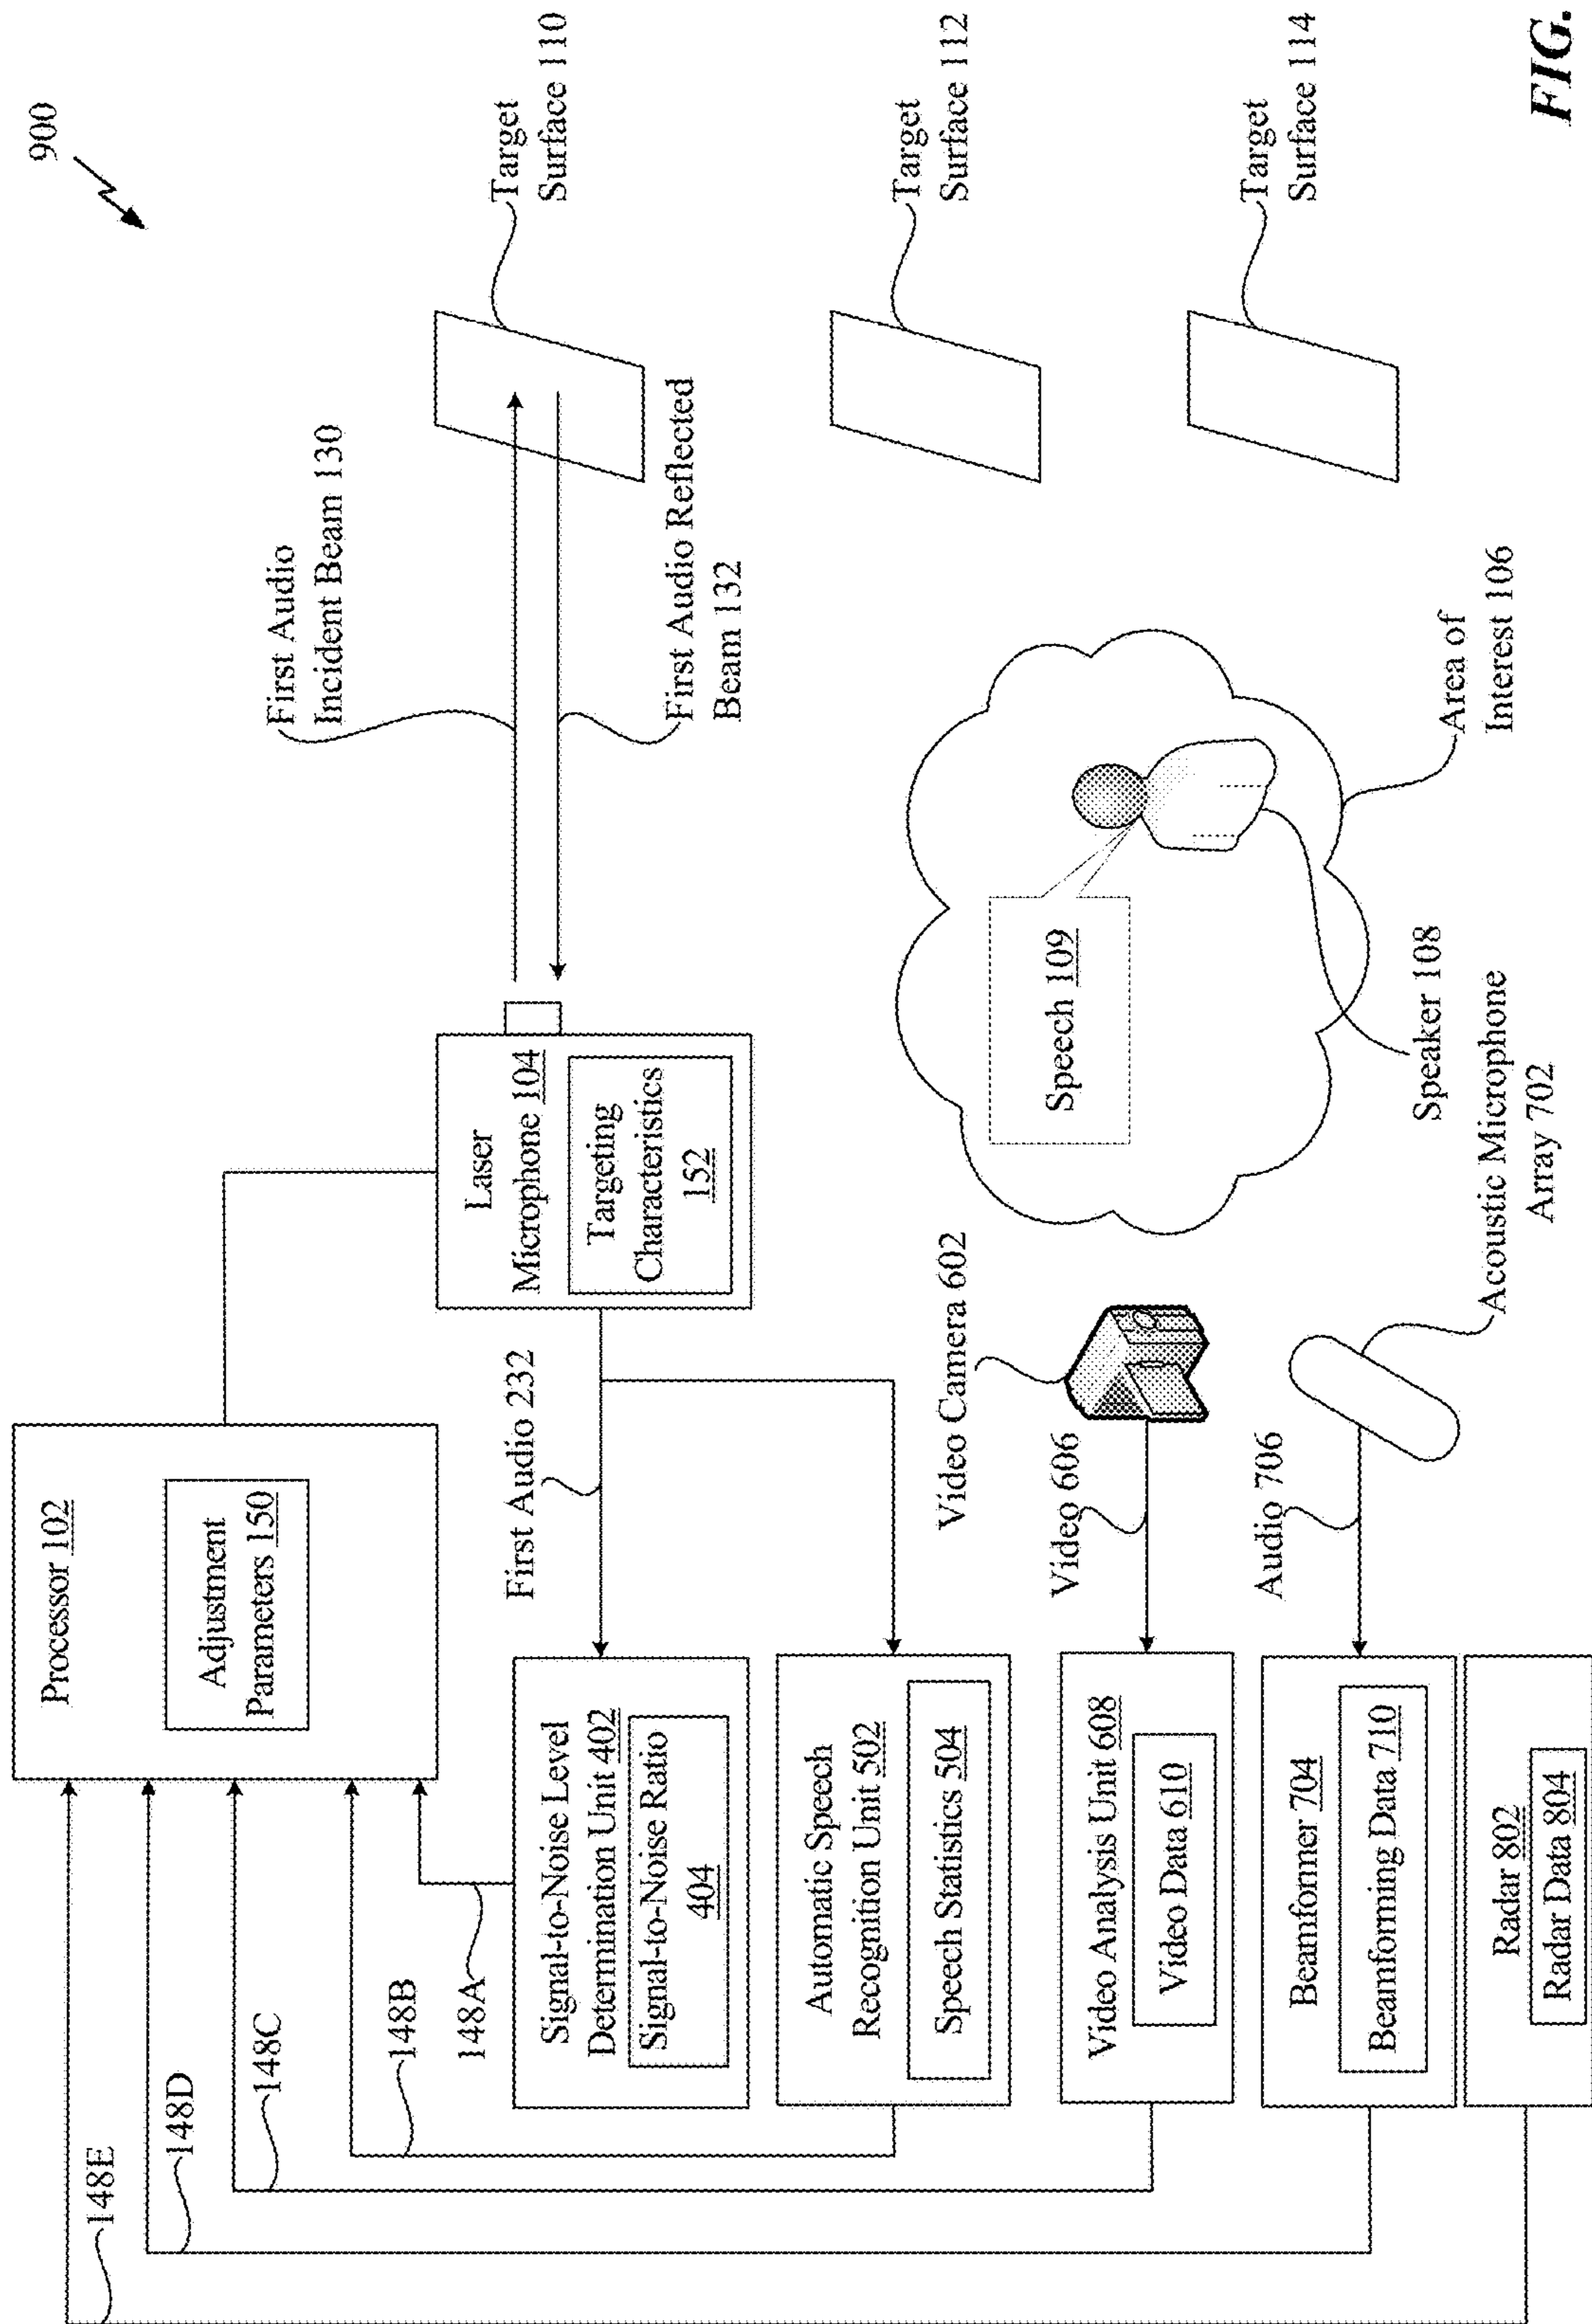 900
Processor 102
Adjustment
Parameters 150
148E
148D
148C
148B
148A
Laser
Microphone 104
Targeting
Characteristics
152
First Audio
Incident Beam 130
First Audio Reflected
Beam 132
Target
Surface 110
Target
Surface 112
Target
Surface 114
First Audio 232
Signal-to-Noise Level
Determination Unit 402
Signal-to-Noise Ratio
404
Automatic Speech
Recognition Unit 502
Speech Statistics 504
Video Camera 602
Video 606
Video Analysis Unit 608
Video Data 610
Audio 706
Beamformer 704
Beamforming Data 710
Radar 802
Radar Data 804
Speech 109
Speaker 108
Acoustic Microphone
Array 702
Area of
Interest 106
FIG.